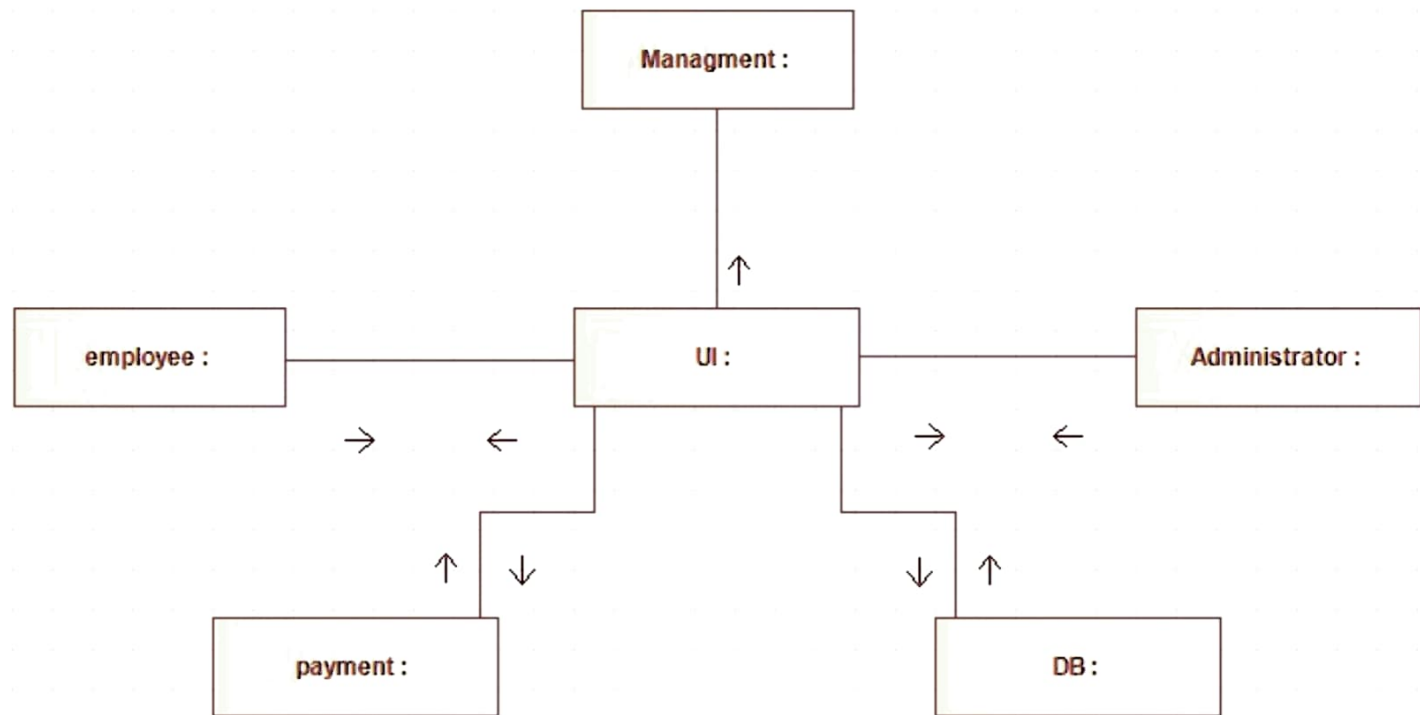 Managment :
employee :
UI :
Administrator :
payment :
DB :